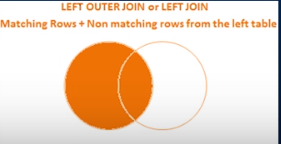 LEFT OUTER JOIN or LEFT JOIN
Matching Rows + Non matching rows from the left table